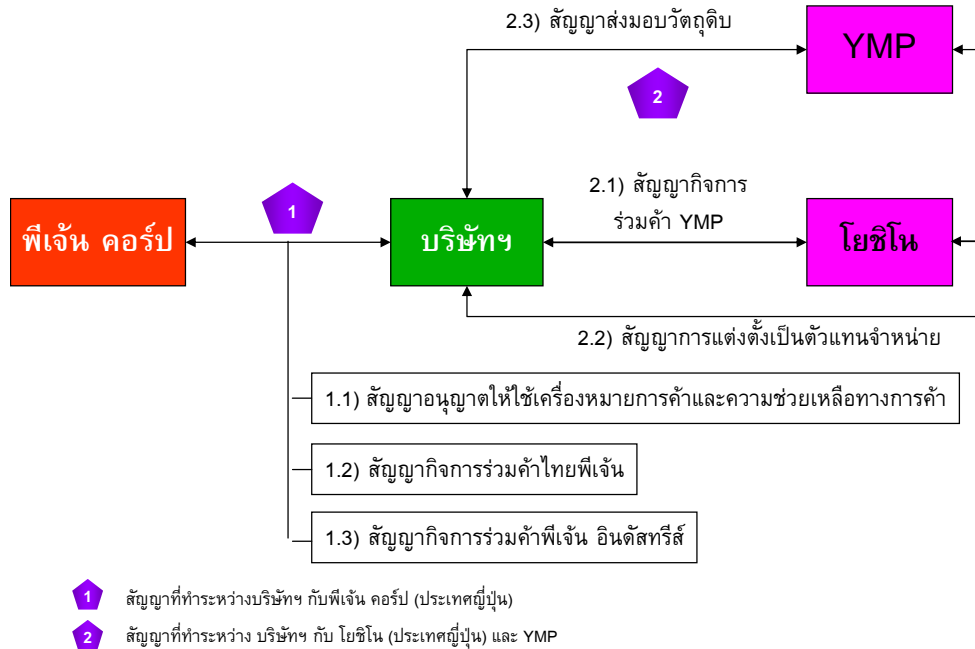 2.3) สัญญาส่งมอบวัตถุดิบ
YMP
2
2.1) สัญญากิจการ
ร่วมค้า YMP
1
พีเจ้น คอร์ป
บริษัทฯ
โยชิโน
2.2) สัญญาการแต่งตั้งเป็นตัวแทนจำหน่าย
1.1) สัญญาอนุญาตให้ใช้เครื่องหมายการค้าและความช่วยเหลือทางการค้า
1.2) สัญญากิจการร่วมค้าไทยพีเจ้น
1.3) สัญญากิจการร่วมค้าพีเจ้น อินดัสทรีส์
1 สัญญาที่ทำระหว่างบริษัทฯ กับพีเจ้น คอร์ป (ประเทศญี่ปุ่น)
2 สัญญาที่ทำระหว่าง บริษัทฯ กับ โยชิโน (ประเทศญี่ปุ่น) และ YMP